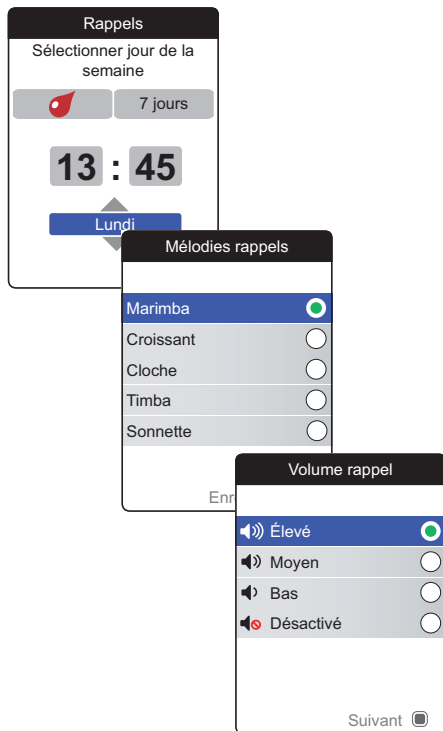 Rappels
Sélectionner jour de la
semaine
7 jours
13 : 45
Lundi
Mélodies rappels
Marimba
Croissant
Cloche
Timba
Sonnette
Enr
Volume rappel
Élevé
Moyen
Bas
Désactivé
Suivant